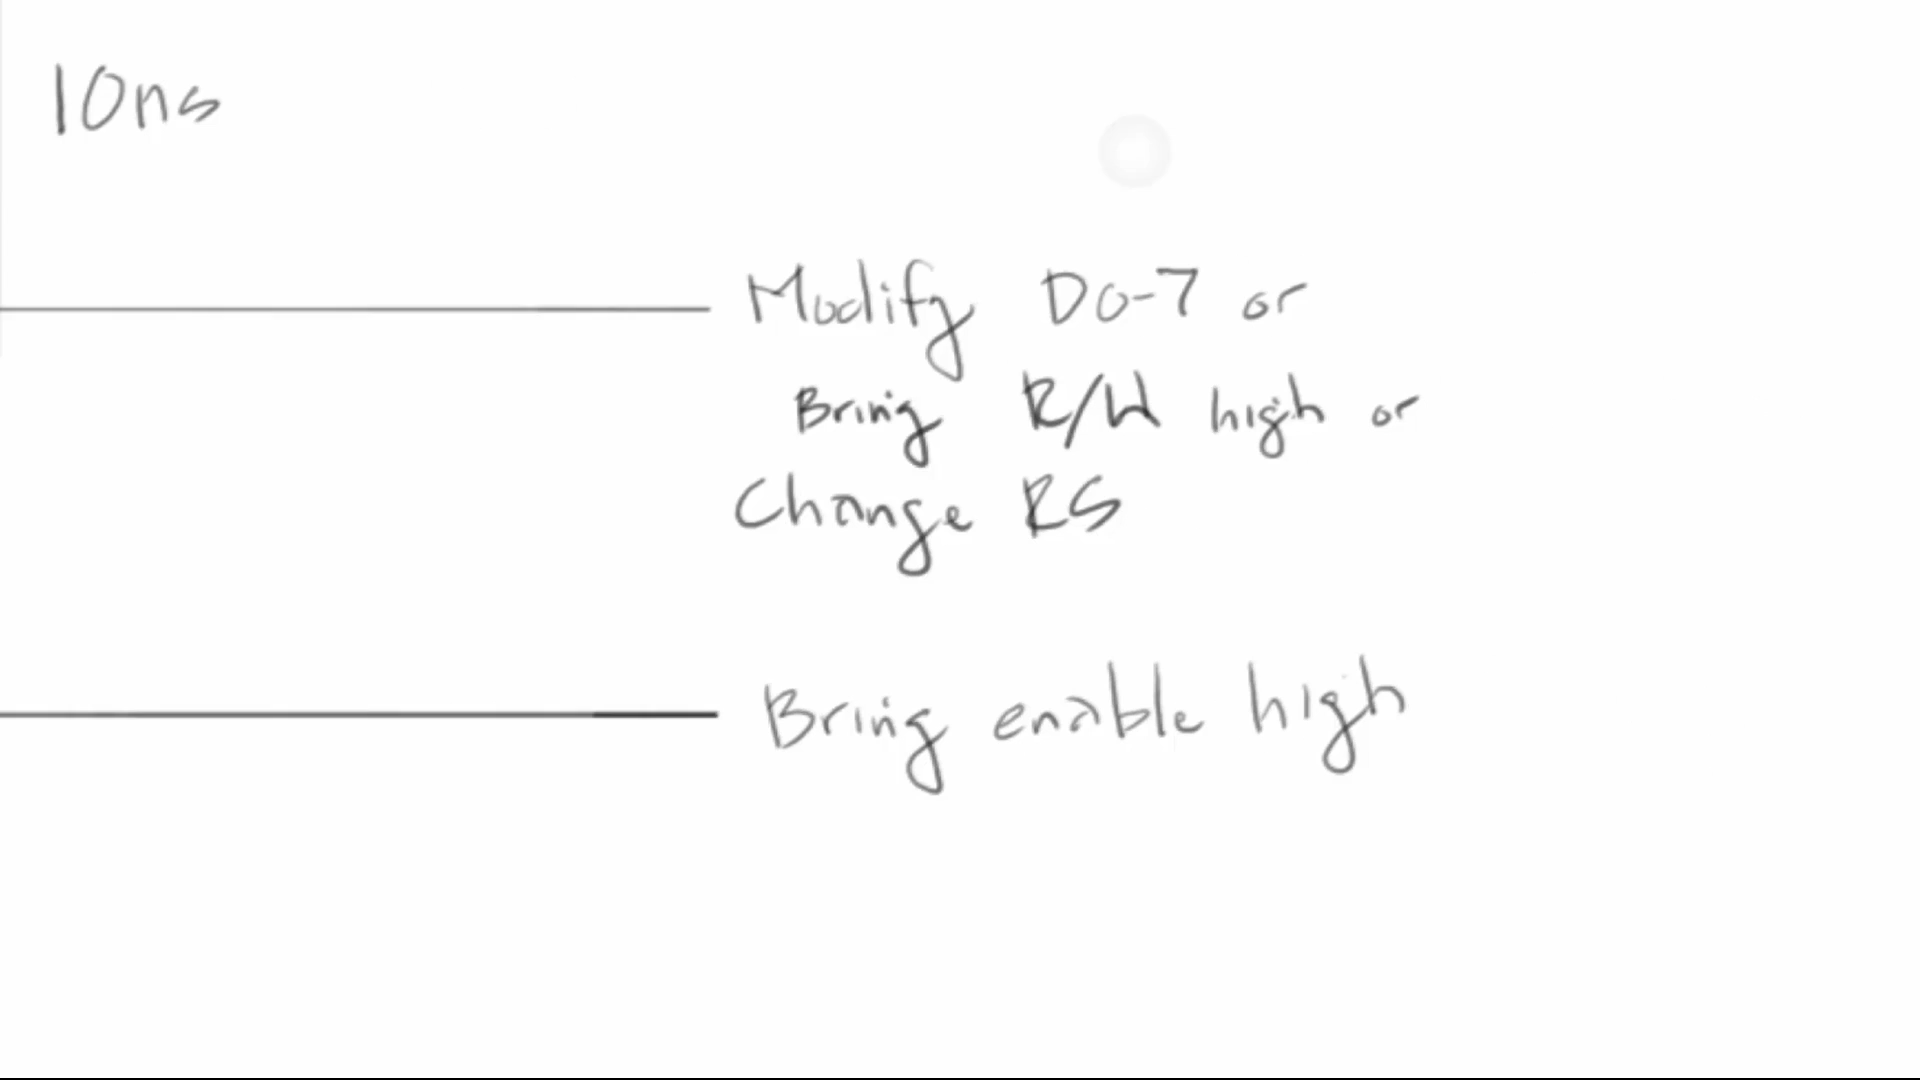 10ns
Modify D0-7 or
Bring R/W high or
Change RS
Bring enable high